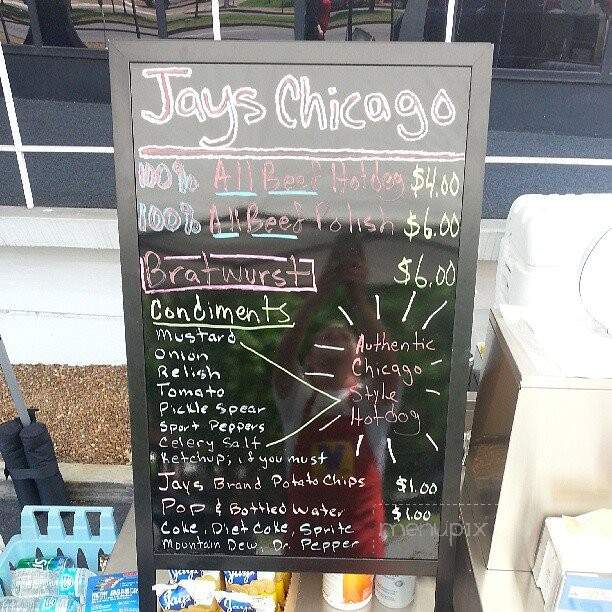 Jays Chicago
100% All Beef Hotdog $4.00
100% All Beef Polish $6.00
Bratwurst $6.00
Condiments
Mustard
Onion
Relish
Tomato
Pickle Spear
Sport Peppers
Celery Salt
Ketchup; if you must
Authentic
Chicago
Style
Hotdog
Jays Brand Potato Chips $1.00
Pop & Bottled Water $1.00
Coke, Diet Coke, Sprite
Mountain Dew, Dr. Pepper
menupix
Jays